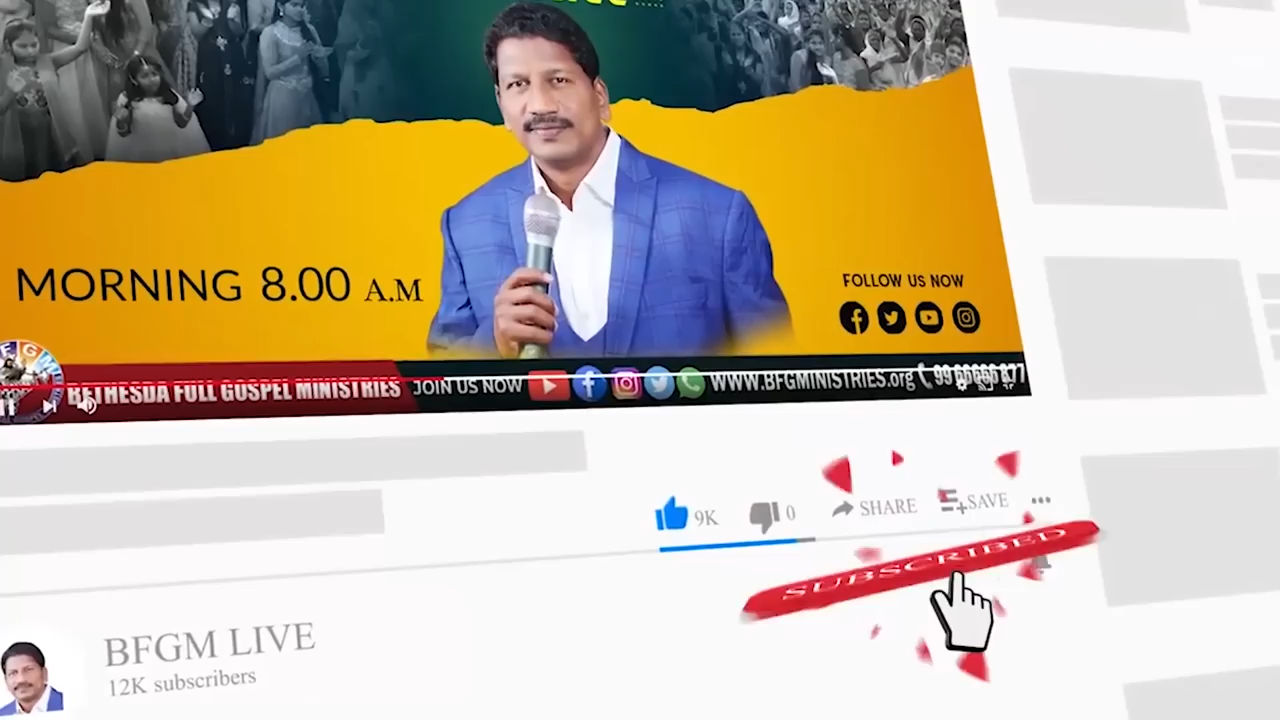 MORNING 8.00 A.M
FOLLOW US NOW
BETHESDA FULL GOSPEL MINISTRIES JOIN US NOW WWW.BFGMINISTRIES.org
9K 0 SHARE SAVE
SUBSCRIBED
BFGM LIVE
12K subscribers